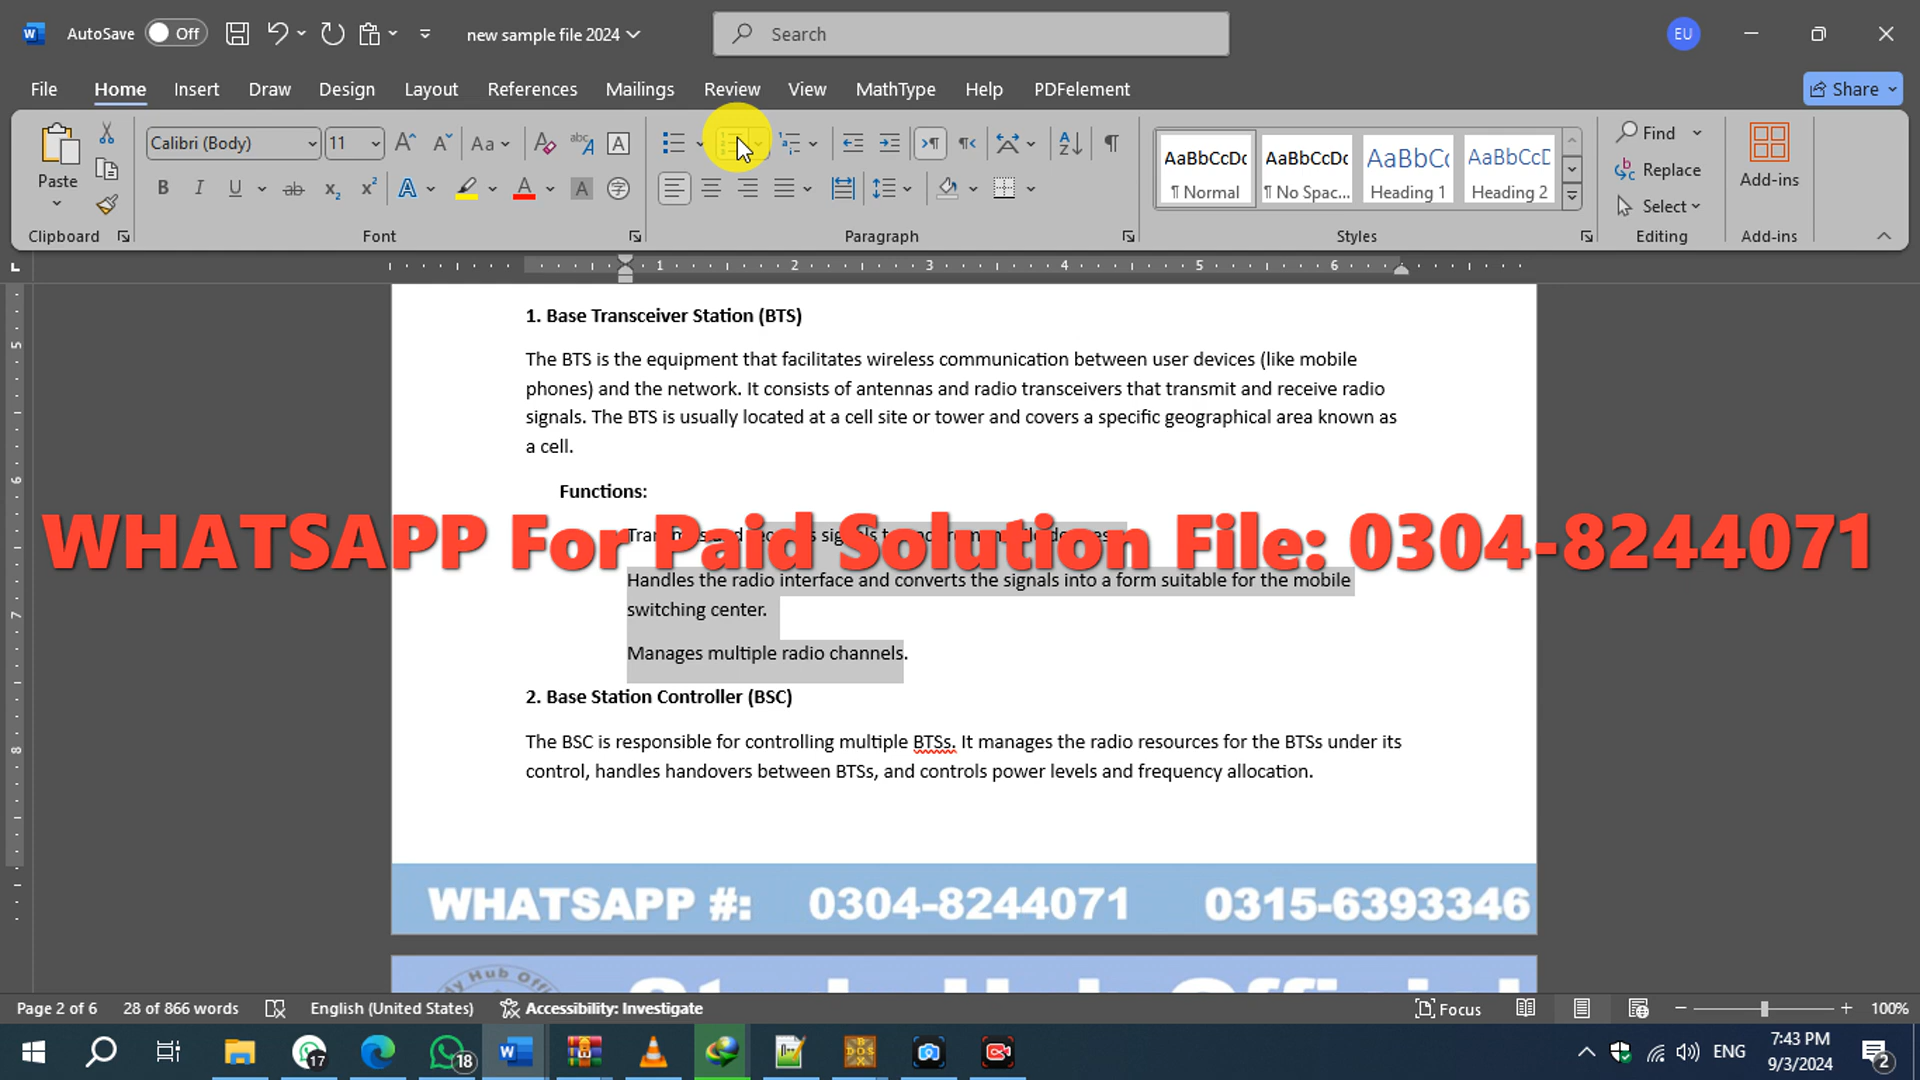 AutoSave Off new sample file 2024 Search EU
File Home Insert Draw Design Layout References Mailings Review View MathType Help PDFelement Share
Paste
Clipboard
Calibri (Body) 11
Font
Paragraph
AaBbCcDc AaBbCcDc AaBbCc AaBbCcD
¶ Normal ¶ No Spac... Heading 1 Heading 2
Styles
Find
Replace
Select
Editing
Add-ins
Add-ins
1 2 3 4 5 6
1. Base Transceiver Station (BTS)
The BTS is the equipment that facilitates wireless communication between user devices (like mobile
phones) and the network. It consists of antennas and radio transceivers that transmit and receive radio
signals. The BTS is usually located at a cell site or tower and covers a specific geographical area known as
a cell.
Functions:
WHATSAPP For Paid Solution File: 0304-8244071
Handles the radio interface and converts the signals into a form suitable for the mobile
switching center.
Manages multiple radio channels.
2. Base Station Controller (BSC)
The BSC is responsible for controlling multiple BTSs. It manages the radio resources for the BTSs under its
control, handles handovers between BTSs, and controls power levels and frequency allocation.
WHATSAPP #: 0304-8244071 0315-6393346
Page 2 of 6 28 of 866 words English (United States) Accessibility: Investigate Focus 100%
17 18 ENG 7:43 PM
9/3/2024 2